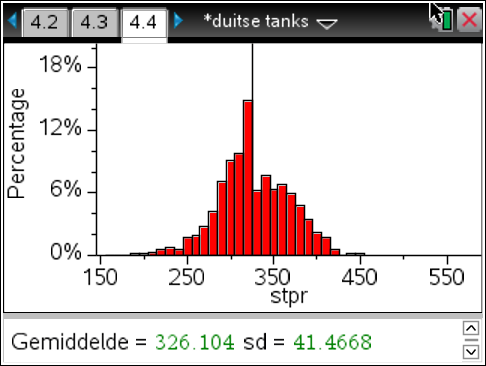 4.2 4.3 4.4 *duitse tanks
18%
12%
6%
0%
Percentage
150 250 350 450 550
stpr
Gemiddelde = 326.104 sd = 41.4668